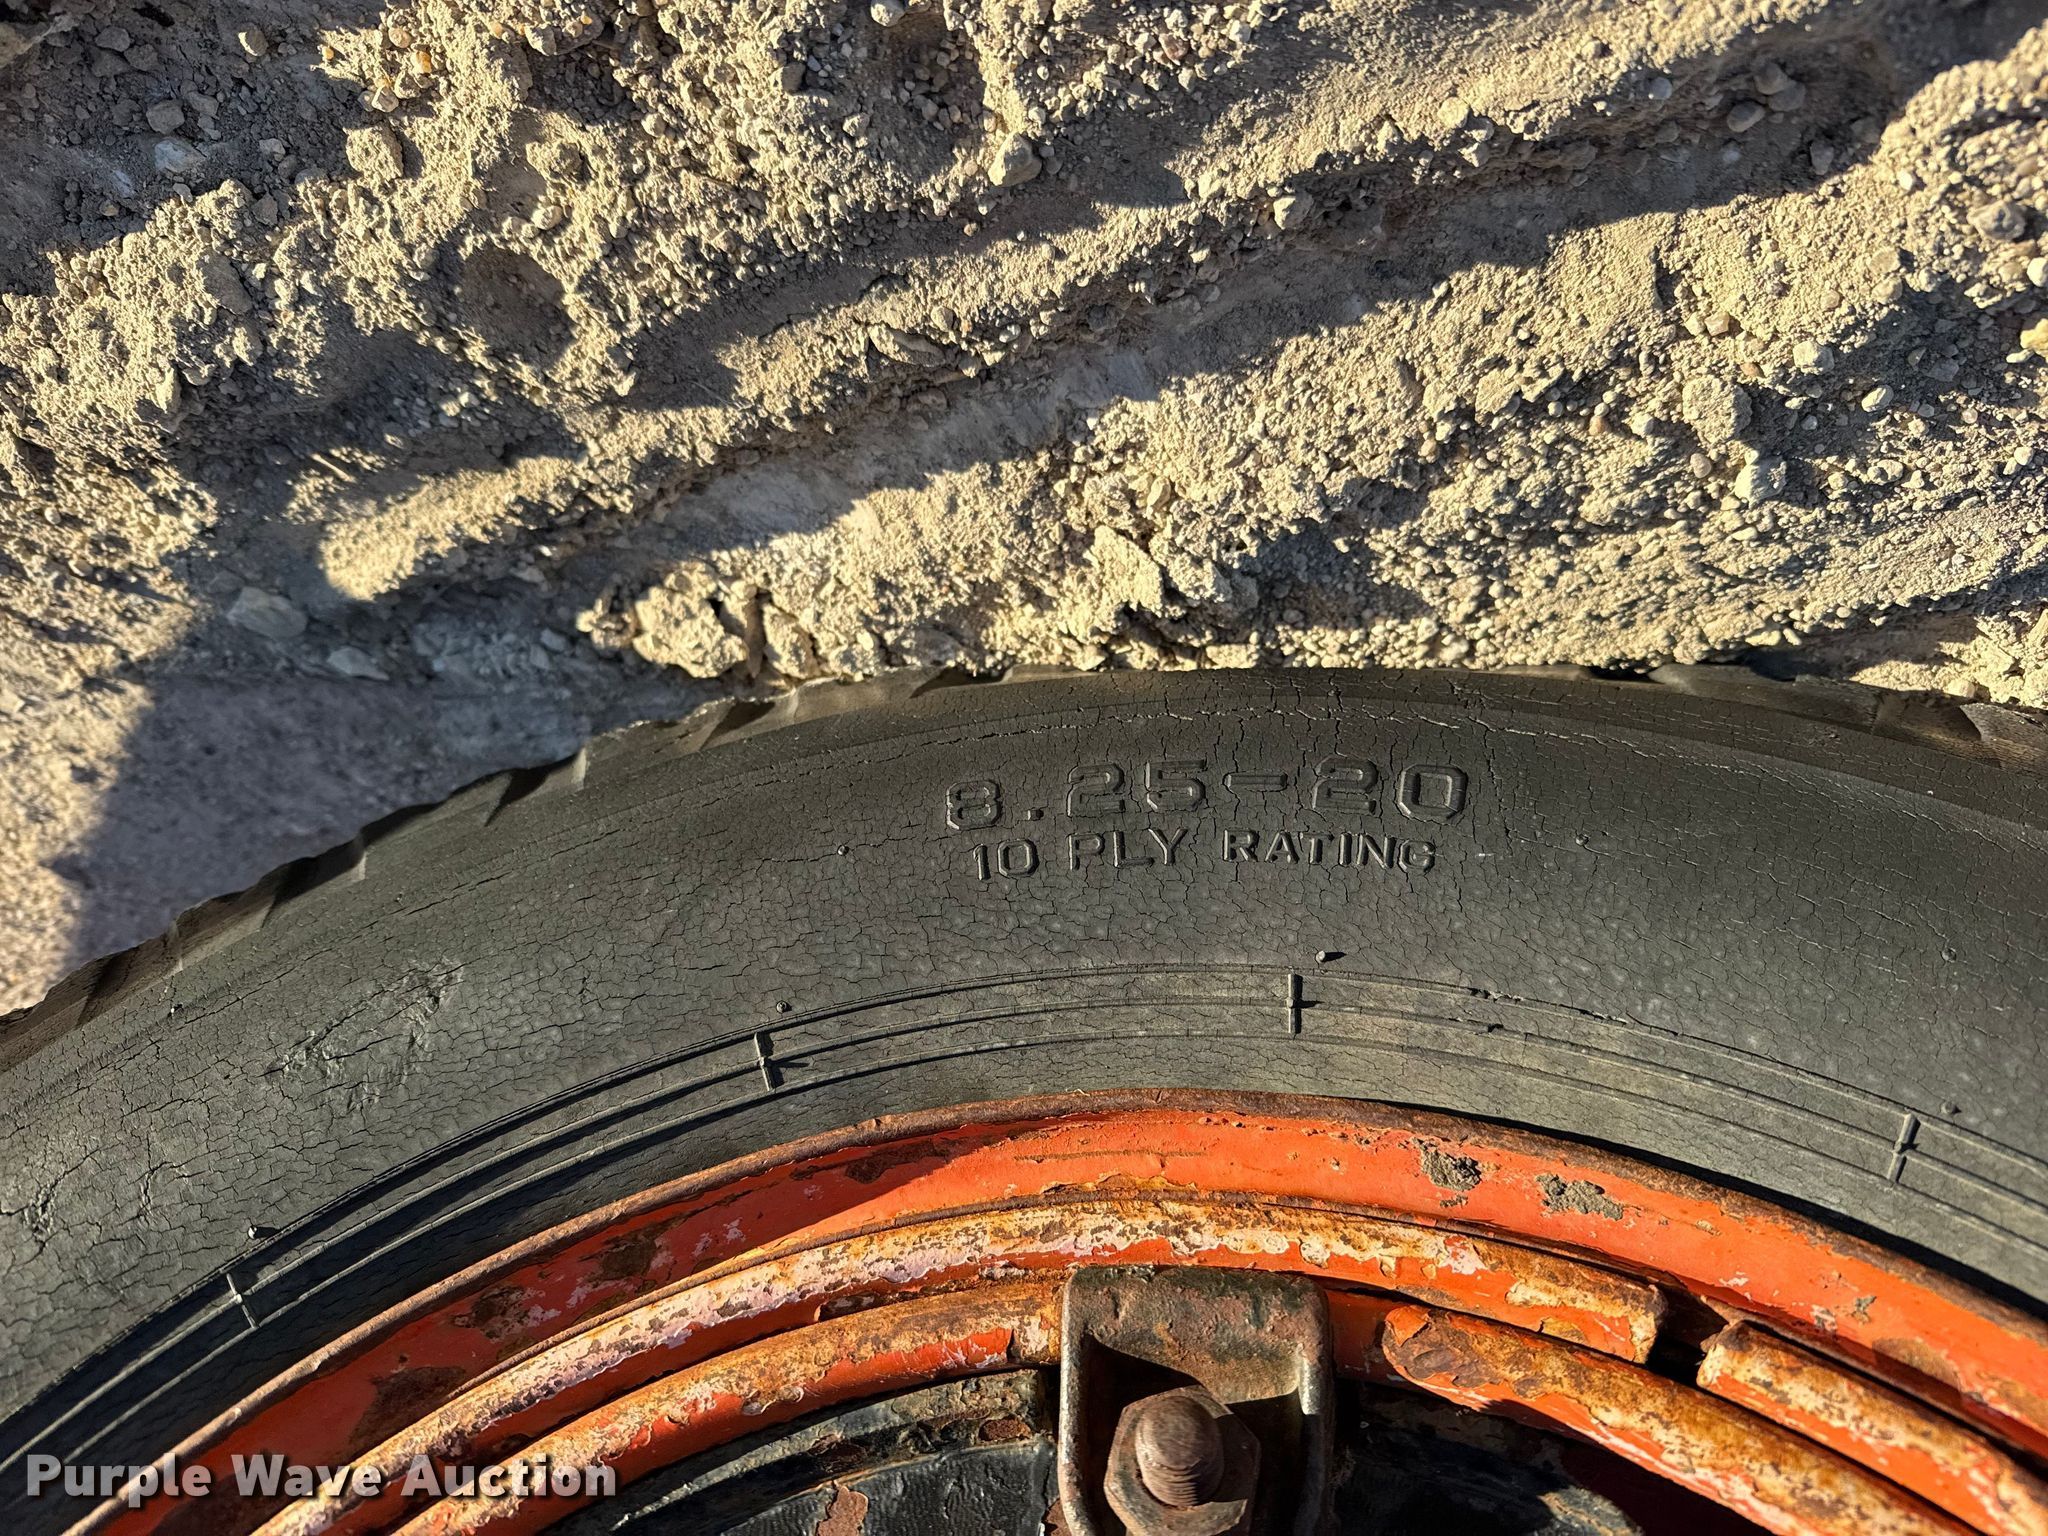 8.25-20
10 PLY RATING
Purple Wave Auction